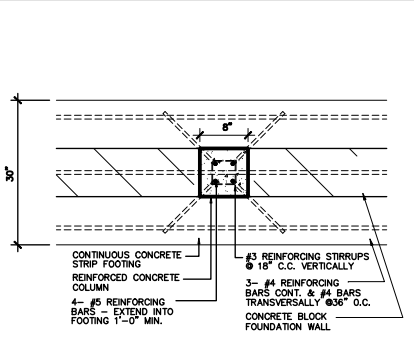 8"
30"
CONTINUOUS CONCRETE
STRIP FOOTING
REINFORCED CONCRETE
COLUMN
4- #5 REINFORCING
BARS - EXTEND INTO
FOOTING 1'-0" MIN.
#3 REINFORCING STIRRUPS
@ 18" C.C. VERTICALLY
3- #4 REINFORCING
BARS CONT. & #4 BARS
TRANSVERSALLY @36" O.C.
CONCRETE BLOCK
FOUNDATION WALL